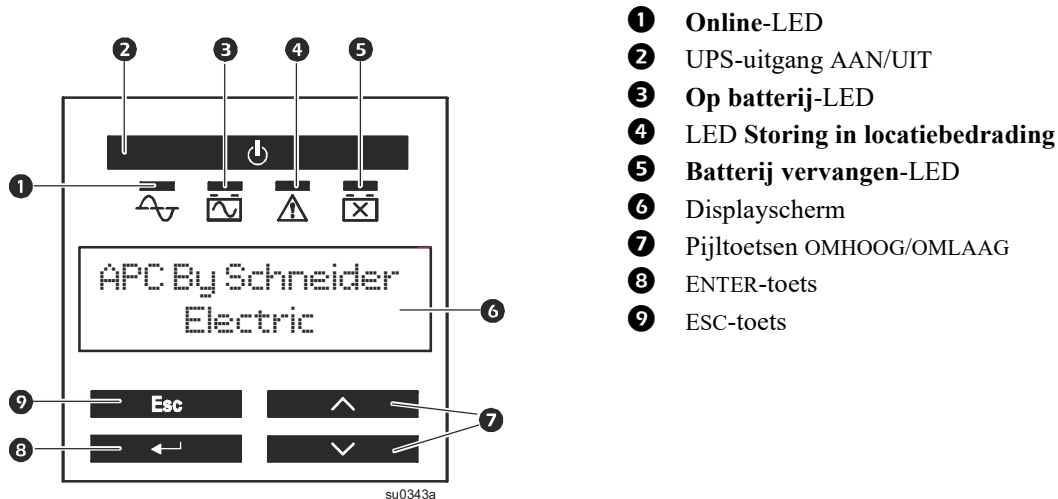 2 3 4 5
2
1
APC By Schneider
Electric
6
9 Esc
7
8
su0343a
1 Online-LED
2 UPS-uitgang AAN/UIT
3 Op batterij-LED
4 LED Storing in locatiebedrading
5 Batterij vervangen-LED
6 Displayscherm
7 Pijltoetsen OMHOOG/OMLAAG
8 ENTER-toets
9 ESC-toets